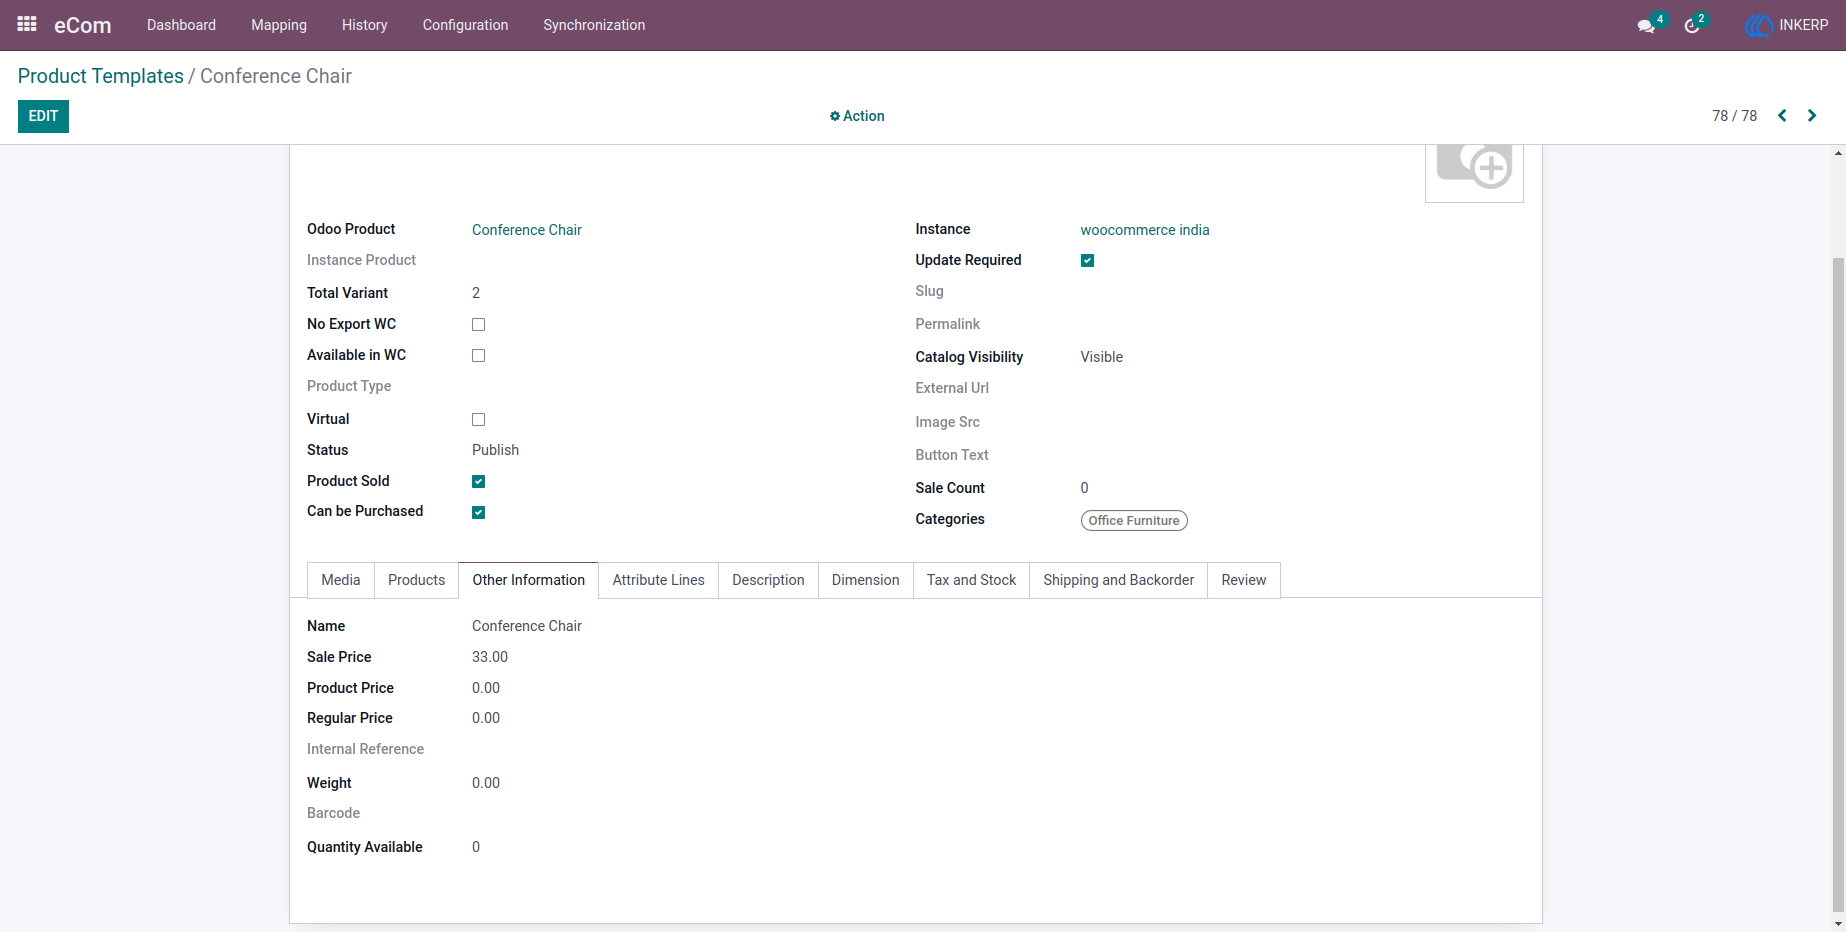 eCom Dashboard Mapping History Configuration Synchronization 4 2 INKERP
Product Templates / Conference Chair
EDIT Action 78 / 78
Odoo Product Conference Chair
Instance Product
Total Variant 2
No Export WC
Available in WC
Product Type
Virtual
Status Publish
Product Sold
Can be Purchased
Instance woocommerce india
Update Required
Slug
Permalink
Catalog Visibility Visible
External Url
Image Src
Button Text
Sale Count 0
Categories Office Furniture
Media Products Other Information Attribute Lines Description Dimension Tax and Stock Shipping and Backorder Review
Name Conference Chair
Sale Price 33.00
Product Price 0.00
Regular Price 0.00
Internal Reference
Weight 0.00
Barcode
Quantity Available 0